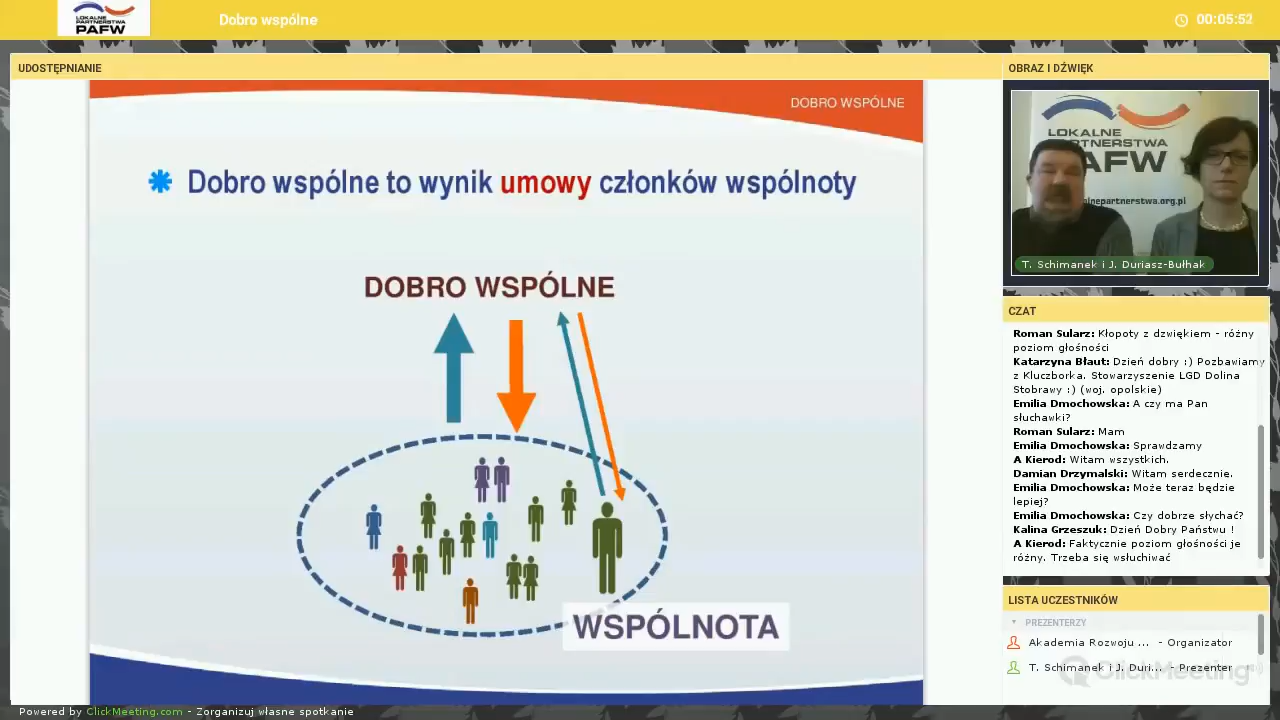 LOKALNE
PARTNERSTWA
PAFW
Dobro wspólne
00:05:52
UDOSTĘPNIANIE
DOBRO WSPÓLNE
Dobro wspólne to wynik umowy członków wspólnoty
DOBRO WSPÓLNE
WSPÓLNOTA
OBRAZ I DŹWIĘK
LOKALNE
PARTNERSTWA
PAFW
lnepartnerstwa.org.pl
T. Schimanek i J. Duriasz-Bułhak
CZAT
Roman Sularz: Kłopoty z dzwiękiem - różny
poziom głośności
Katarzyna Błaut: Dzień dobry :) Pozbawiamy
z Kluczborka. Stowarzyszenie LGD Dolina
Stobrawy :) (woj. opolskie)
Emilia Dmochowska: A czy ma Pan
słuchawki?
Roman Sularz: Mam
Emilia Dmochowska: Sprawdzamy
A Kierod: Witam wszystkich.
Damian Drzymalski: Witam serdecznie.
Emilia Dmochowska: Może teraz będzie
lepiej?
Emilia Dmochowska: Czy dobrze słychać?
Kalina Grzeszuk: Dzień Dobry Państwu !
A Kierod: Faktycznie poziom głośności je
różny. Trzeba się wsłuchiwać
LISTA UCZESTNIKÓW
PREZENTERZY
Akademia Rozwoju ... - Organizator
T. Schimanek i J. Duri... - Prezenter
ClickMeeting
Powered by ClickMeeting.com - Zorganizuj własne spotkanie